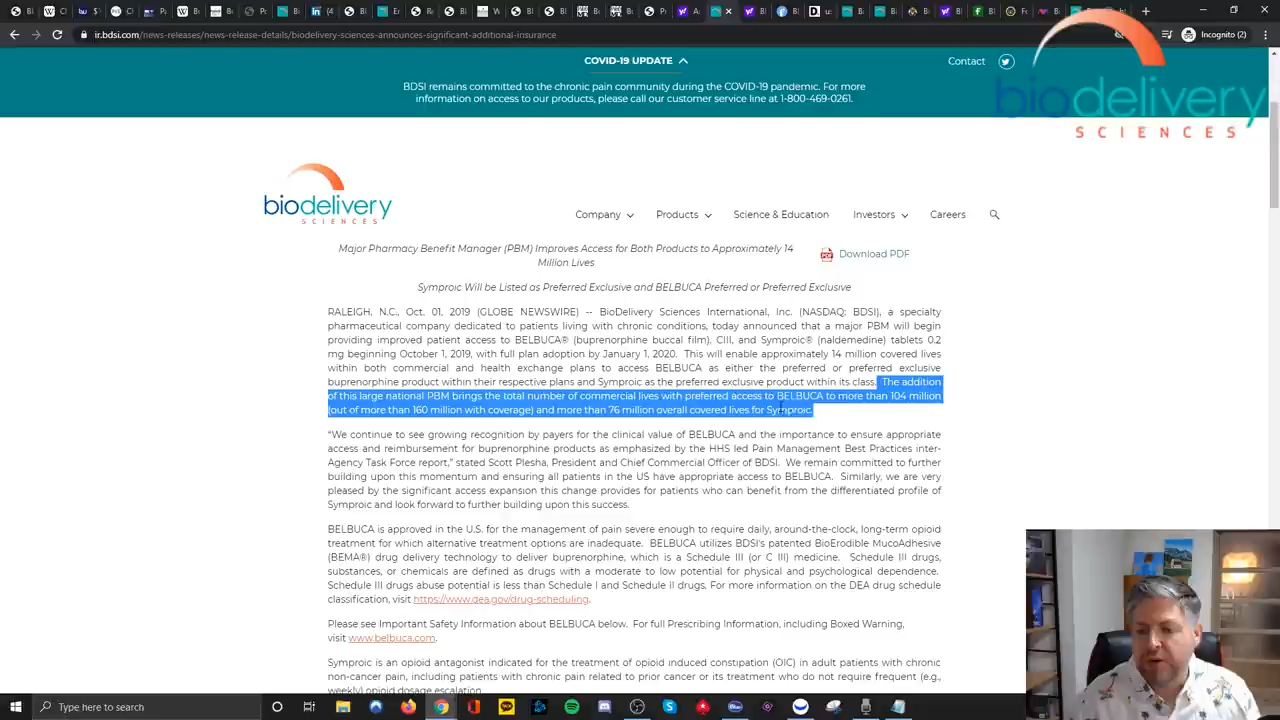 ir.bdsi.com/news-releases/news-release-details/biodelivery-sciences-announces-significant-additional-insurance
Incognito (2)
COVID-19 UPDATE
Contact
BDSI remains committed to the chronic pain community during the COVID-19 pandemic. For more
information on access to our products, please call our customer service line at 1-800-469-0261.
biodelivery
SCIENCES
biodelivery
SCIENCES
Company
Products
Science & Education
Investors
Careers
Major Pharmacy Benefit Manager (PBM) Improves Access for Both Products to Approximately 14
Million Lives
Download PDF
Symproic Will be Listed as Preferred Exclusive and BELBUCA Preferred or Preferred Exclusive
RALEIGH, N.C., Oct. 01, 2019 (GLOBE NEWSWIRE) -- BioDelivery Sciences International, Inc. (NASDAQ: BDSI), a specialty
pharmaceutical company dedicated to patients living with chronic conditions, today announced that a major PBM will begin
providing improved patient access to BELBUCA® (buprenorphine buccal film), CIII, and Symproic® (naldemedine) tablets 0.2
mg beginning October 1, 2019, with full plan adoption by January 1, 2020. This will enable approximately 14 million covered lives
within both commercial and health exchange plans to access BELBUCA as either the preferred or preferred exclusive
buprenorphine product within their respective plans and Symproic as the preferred exclusive product within its class. The addition
of this large national PBM brings the total number of commercial lives with preferred access to BELBUCA to more than 104 million
(out of more than 160 million with coverage) and more than 76 million overall covered lives for Symproic.
“We continue to see growing recognition by payers for the clinical value of BELBUCA and the importance to ensure appropriate
access and reimbursement for buprenorphine products as emphasized by the HHS led Pain Management Best Practices inter-
Agency Task Force report,” stated Scott Plesha, President and Chief Commercial Officer of BDSI. We remain committed to further
building upon this momentum and ensuring all patients in the US have appropriate access to BELBUCA. Similarly, we are very
pleased by the significant access expansion this change provides for patients who can benefit from the differentiated profile of
Symproic and look forward to further building upon this success.
BELBUCA is approved in the U.S. for the management of pain severe enough to require daily, around-the-clock, long-term opioid
treatment for which alternative treatment options are inadequate. BELBUCA utilizes BDSI's patented BioErodible MucoAdhesive
(BEMA®) drug delivery technology to deliver buprenorphine, which is a Schedule III (or C III) medicine. Schedule III drugs,
substances, or chemicals are defined as drugs with a moderate to low potential for physical and psychological dependence.
Schedule III drugs abuse potential is less than Schedule I and Schedule II drugs. For more information on the DEA drug schedule
classification, visit https://www.dea.gov/drug-scheduling.
Please see Important Safety Information about BELBUCA below. For full Prescribing Information, including Boxed Warning,
visit www.belbuca.com.
Symproic is an opioid antagonist indicated for the treatment of opioid induced constipation (OIC) in adult patients with chronic
non-cancer pain, including patients with chronic pain related to prior cancer or its treatment who do not require frequent (e.g.,
weekly) opioid dosage escalation.
Type here to search